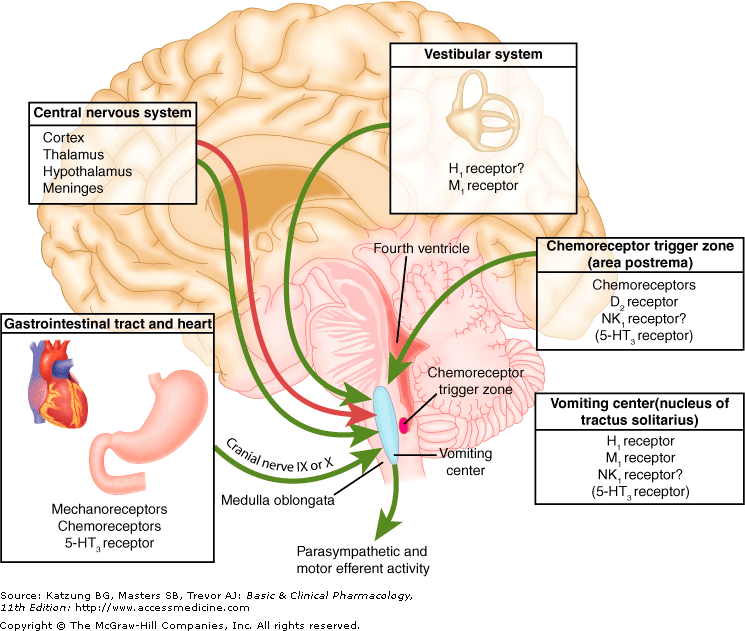 Vestibular system
H₁ receptor?
M₁ receptor
Central nervous system
Cortex
Thalamus
Hypothalamus
Meninges
Fourth ventricle
Chemoreceptor trigger zone
(area postrema)
Chemoreceptors
D₂ receptor
NK₁ receptor?
(5-HT₃ receptor)
Gastrointestinal tract and heart
Mechanoreceptors
Chemoreceptors
5-HT₃ receptor
Chemoreceptor
trigger zone
Vomiting center(nucleus of
tractus solitarius)
H₁ receptor
M₁ receptor
NK₁ receptor?
(5-HT₃ receptor)
Cranial nerve IX or X
Vomiting
center
Medulla oblongata
Parasympathetic and
motor efferent activity
Source: Katzung BG, Masters SB, Trevor AJ: Basic & Clinical Pharmacology,
11th Edition: http://www.accessmedicine.com
Copyright © The McGraw-Hill Companies, Inc. All rights reserved.